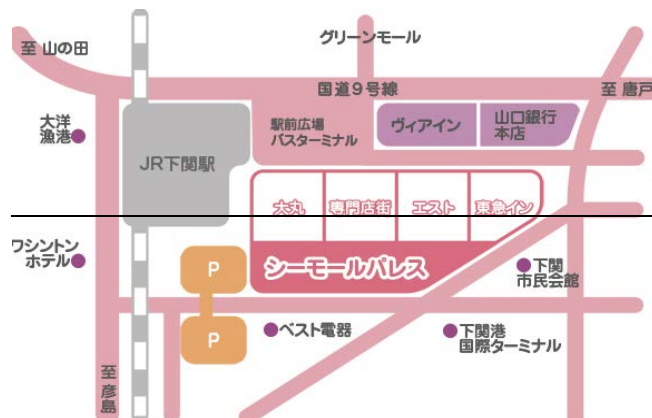 グリーンモール
至 山の田
国道9号線
至 唐戸
大洋
漁港
駅前広場
バスターミナル
ヴィアイン
山口銀行
本店
JR下関駅
大丸
専門店街
エスト
東急イン
ワシントン
ホテル
P
シーモールパレス
下関
市民会館
P
ベスト電器
下関港
国際ターミナル
至
彦
島